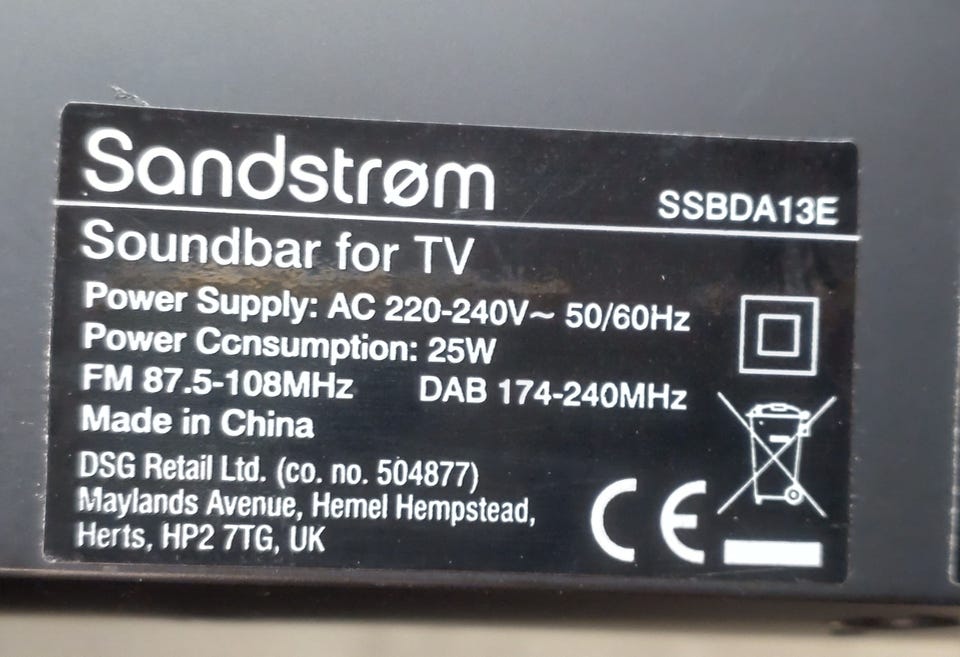 Sandstrøm
SSBDA13E
Soundbar for TV
Power Supply: AC 220-240V~ 50/60Hz
Power Consumption: 25W
FM 87.5-108MHz DAB 174-240MHz
Made in China
DSG Retail Ltd. (co. no. 504877)
Maylands Avenue, Hemel Hempstead,
Herts, HP2 7TG, UK
CE